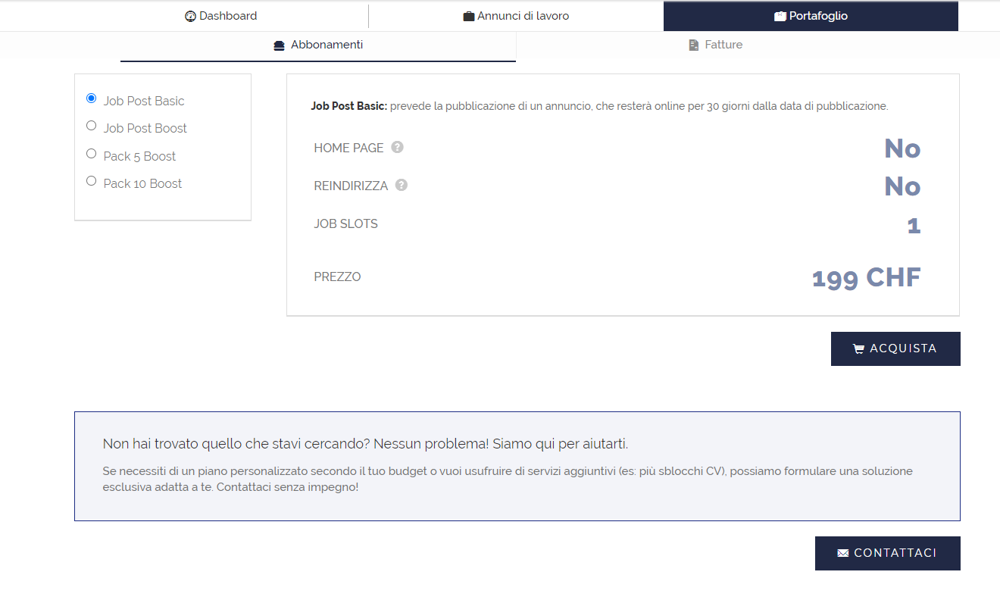 Dashboard
Annunci di lavoro
Portafoglio
Abbonamenti
Fatture
Job Post Basic
Job Post Boost
Pack 5 Boost
Pack 10 Boost
Job Post Basic: prevede la pubblicazione di un annuncio, che resterà online per 30 giorni dalla data di pubblicazione.
HOME PAGE ? No
REINDIRIZZA ? No
JOB SLOTS 1
PREZZO 199 CHF
ACQUISTA
Non hai trovato quello che stavi cercando? Nessun problema! Siamo qui per aiutarti.
Se necessiti di un piano personalizzato secondo il tuo budget o vuoi usufruire di servizi aggiuntivi (es: più sblocchi CV), possiamo formulare una soluzione
esclusiva adatta a te. Contattaci senza impegno!
CONTATTACI